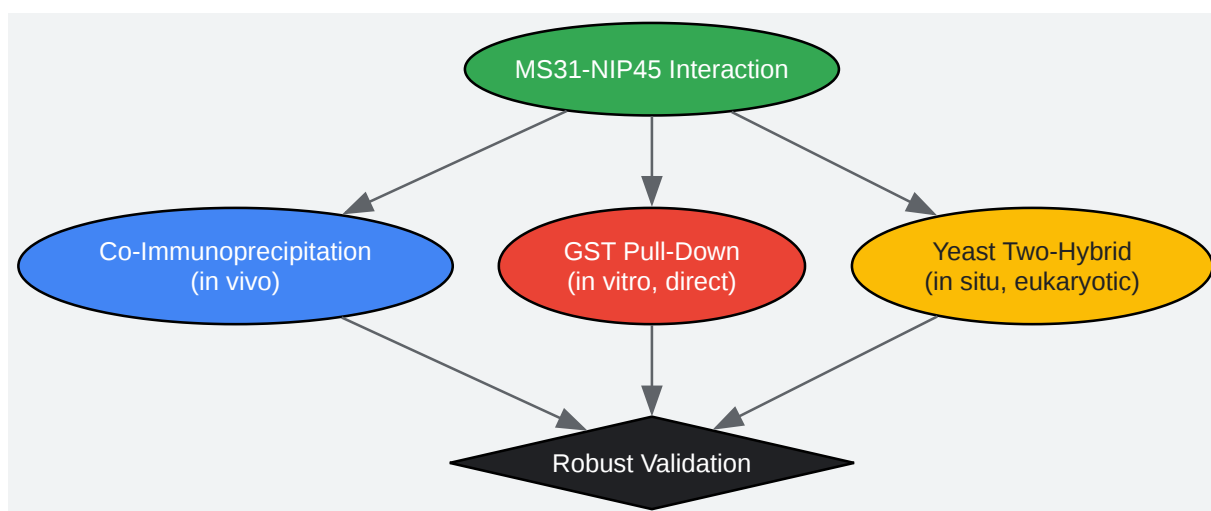 MS31-NIP45 Interaction
Co-Immunoprecipitation
(in vivo)
GST Pull-Down
(in vitro, direct)
Yeast Two-Hybrid
(in situ, eukaryotic)
Robust Validation